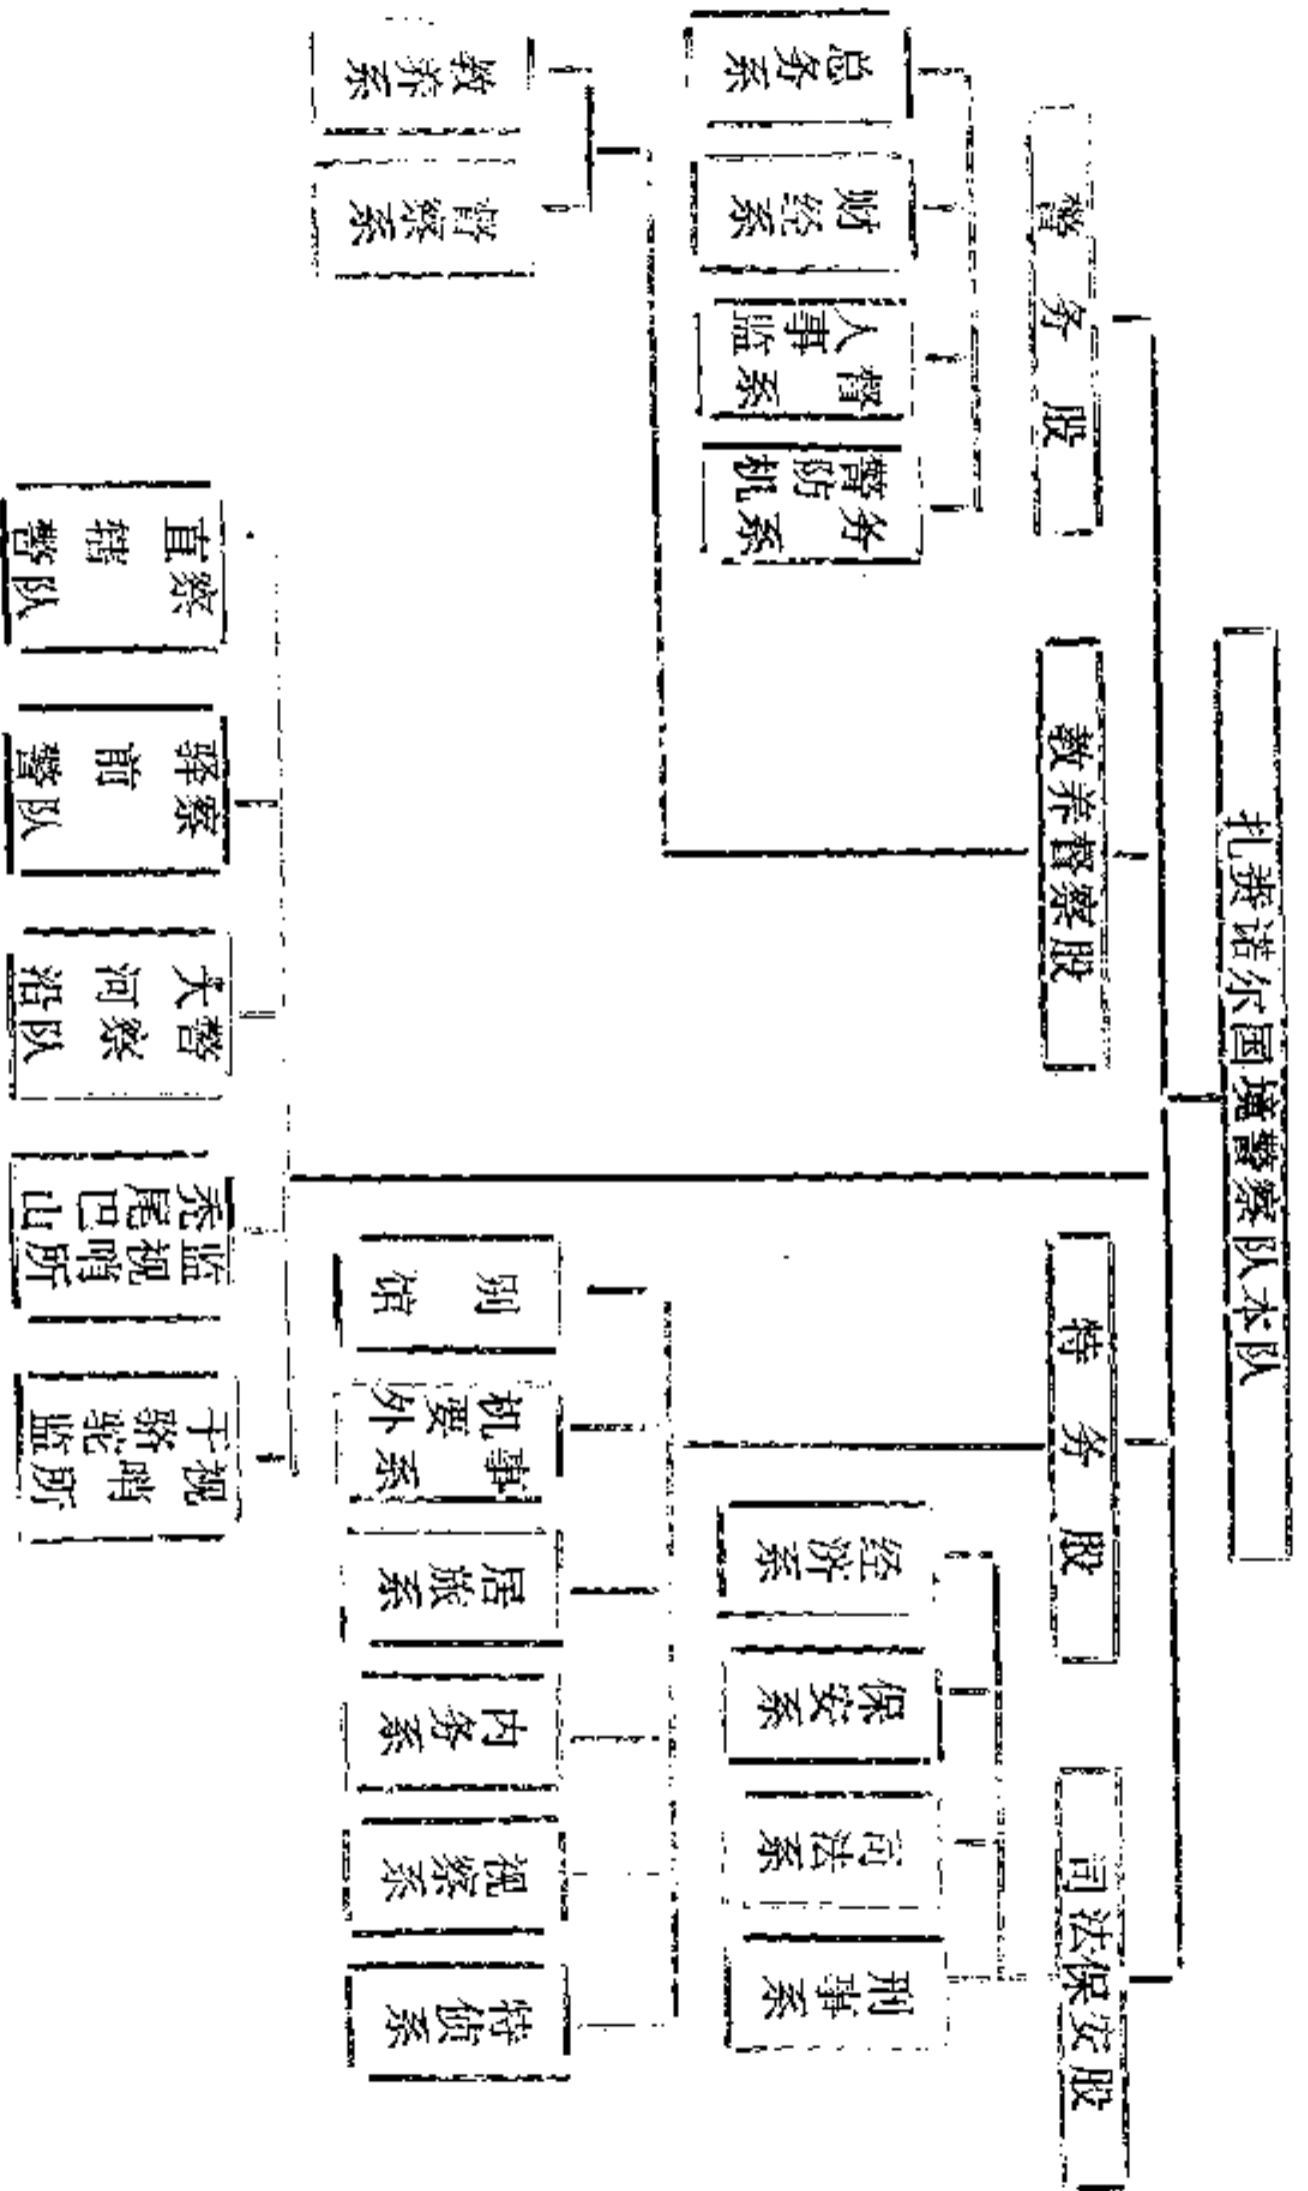 扎赉诺尔国境警察队本队
警务股
教养督察股
特务股
司法保安股
总务系
财经系
人事监
督系
警防机
务系
经济系
保安系
司法系
刑事系
教养系
督察系
别馆
机要外
事系
居旅系
内务系
视察系
特侦系
直辖警
察队
驿前警
察队
大河沿
警察队
秃尾巴山
监视哨所
于骆驼监
视哨所